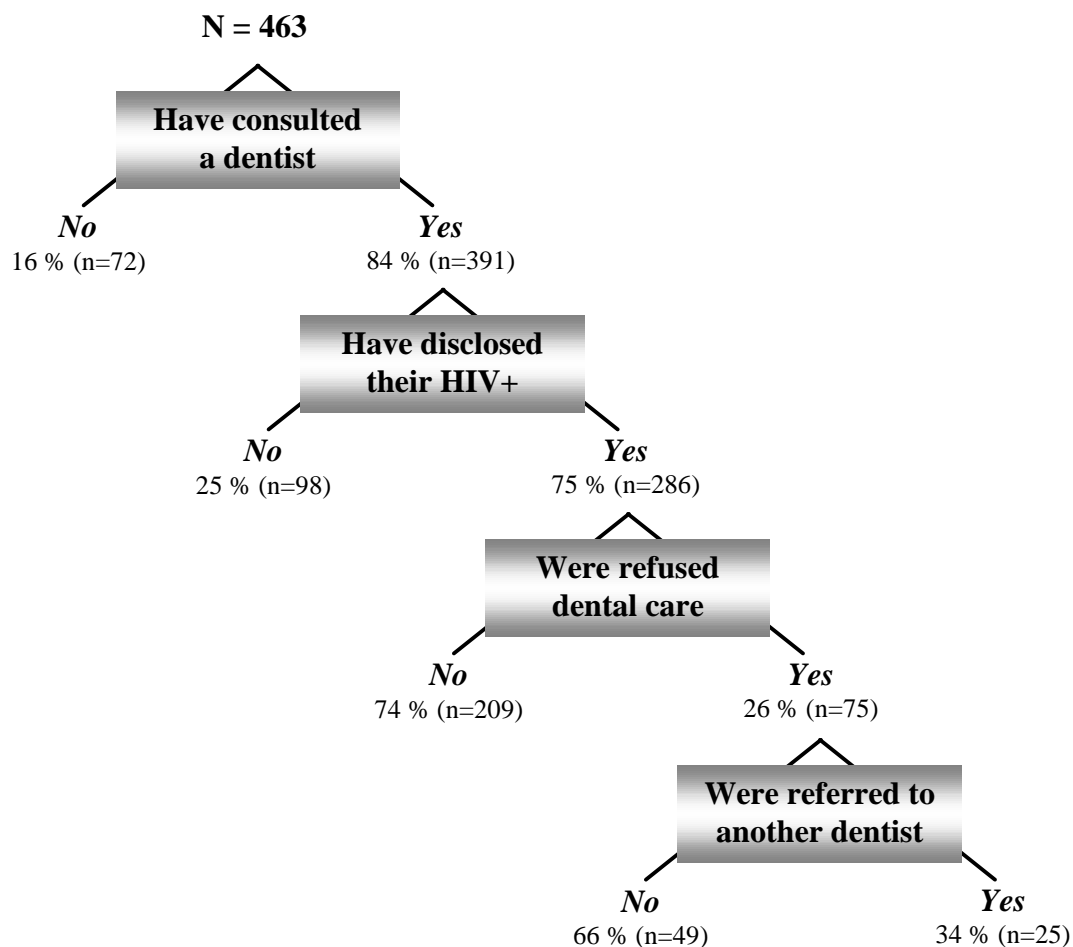 N = 463
Have consulted
a dentist
No
Yes
16 % (n=72)
84 % (n=391)
Have disclosed
their HIV+
No
Yes
25 % (n=98)
75 % (n=286)
Were refused
dental care
No
Yes
74 % (n=209)
26 % (n=75)
Were referred to
another dentist
No
Yes
66 % (n=49)
34 % (n=25)